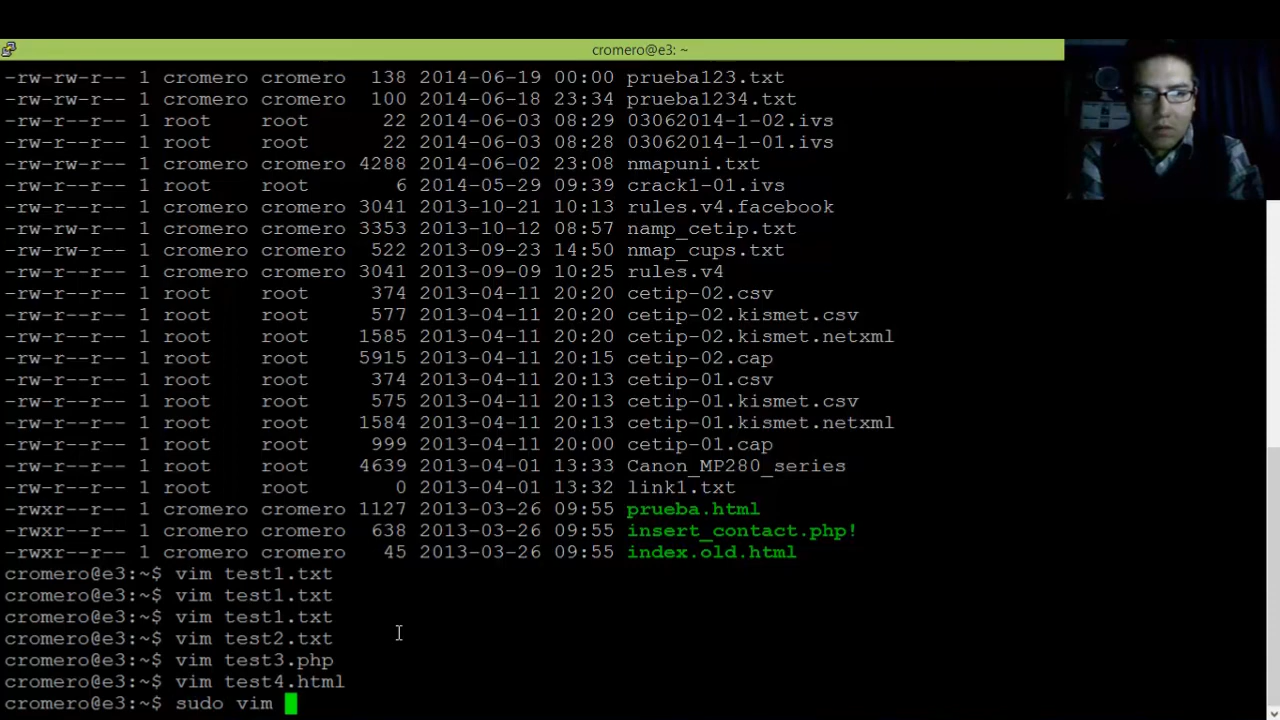 cromero@e3: ~
-rw-rw-r-- 1 cromero cromero 138 2014-06-19 00:00 prueba123.txt
-rw-rw-r-- 1 cromero cromero 100 2014-06-18 23:34 prueba1234.txt
-rw-r--r-- 1 root root 22 2014-06-03 08:29 03062014-1-02.ivs
-rw-r--r-- 1 root root 22 2014-06-03 08:28 03062014-1-01.ivs
-rw-rw-r-- 1 cromero cromero 4288 2014-06-02 23:08 nmapuni.txt
-rw-r--r-- 1 root root 6 2014-05-29 09:39 crack1-01.ivs
-rw-r--r-- 1 cromero cromero 3041 2013-10-21 10:13 rules.v4.facebook
-rw-rw-r-- 1 cromero cromero 3353 2013-10-12 08:57 namp_cetip.txt
-rw-rw-r-- 1 cromero cromero 522 2013-09-23 14:50 nmap_cups.txt
-rw-r--r-- 1 cromero cromero 3041 2013-09-09 10:25 rules.v4
-rw-r--r-- 1 root root 374 2013-04-11 20:20 cetip-02.csv
-rw-r--r-- 1 root root 577 2013-04-11 20:20 cetip-02.kismet.csv
-rw-r--r-- 1 root root 1585 2013-04-11 20:20 cetip-02.kismet.netxml
-rw-r--r-- 1 root root 5915 2013-04-11 20:15 cetip-02.cap
-rw-r--r-- 1 root root 374 2013-04-11 20:13 cetip-01.csv
-rw-r--r-- 1 root root 575 2013-04-11 20:13 cetip-01.kismet.csv
-rw-r--r-- 1 root root 1584 2013-04-11 20:13 cetip-01.kismet.netxml
-rw-r--r-- 1 root root 999 2013-04-11 20:00 cetip-01.cap
-rw-r--r-- 1 root root 4639 2013-04-01 13:33 Canon_MP280_series
-rw-r--r-- 1 root root 0 2013-04-01 13:32 link1.txt
-rwxr--r-- 1 cromero cromero 1127 2013-03-26 09:55 prueba.html
-rwxr--r-- 1 cromero cromero 638 2013-03-26 09:55 insert_contact.php!
-rwxr--r-- 1 cromero cromero 45 2013-03-26 09:55 index.old.html
cromero@e3:~$ vim test1.txt
cromero@e3:~$ vim test1.txt
cromero@e3:~$ vim test1.txt
cromero@e3:~$ vim test2.txt
cromero@e3:~$ vim test3.php
cromero@e3:~$ vim test4.html
cromero@e3:~$ sudo vim